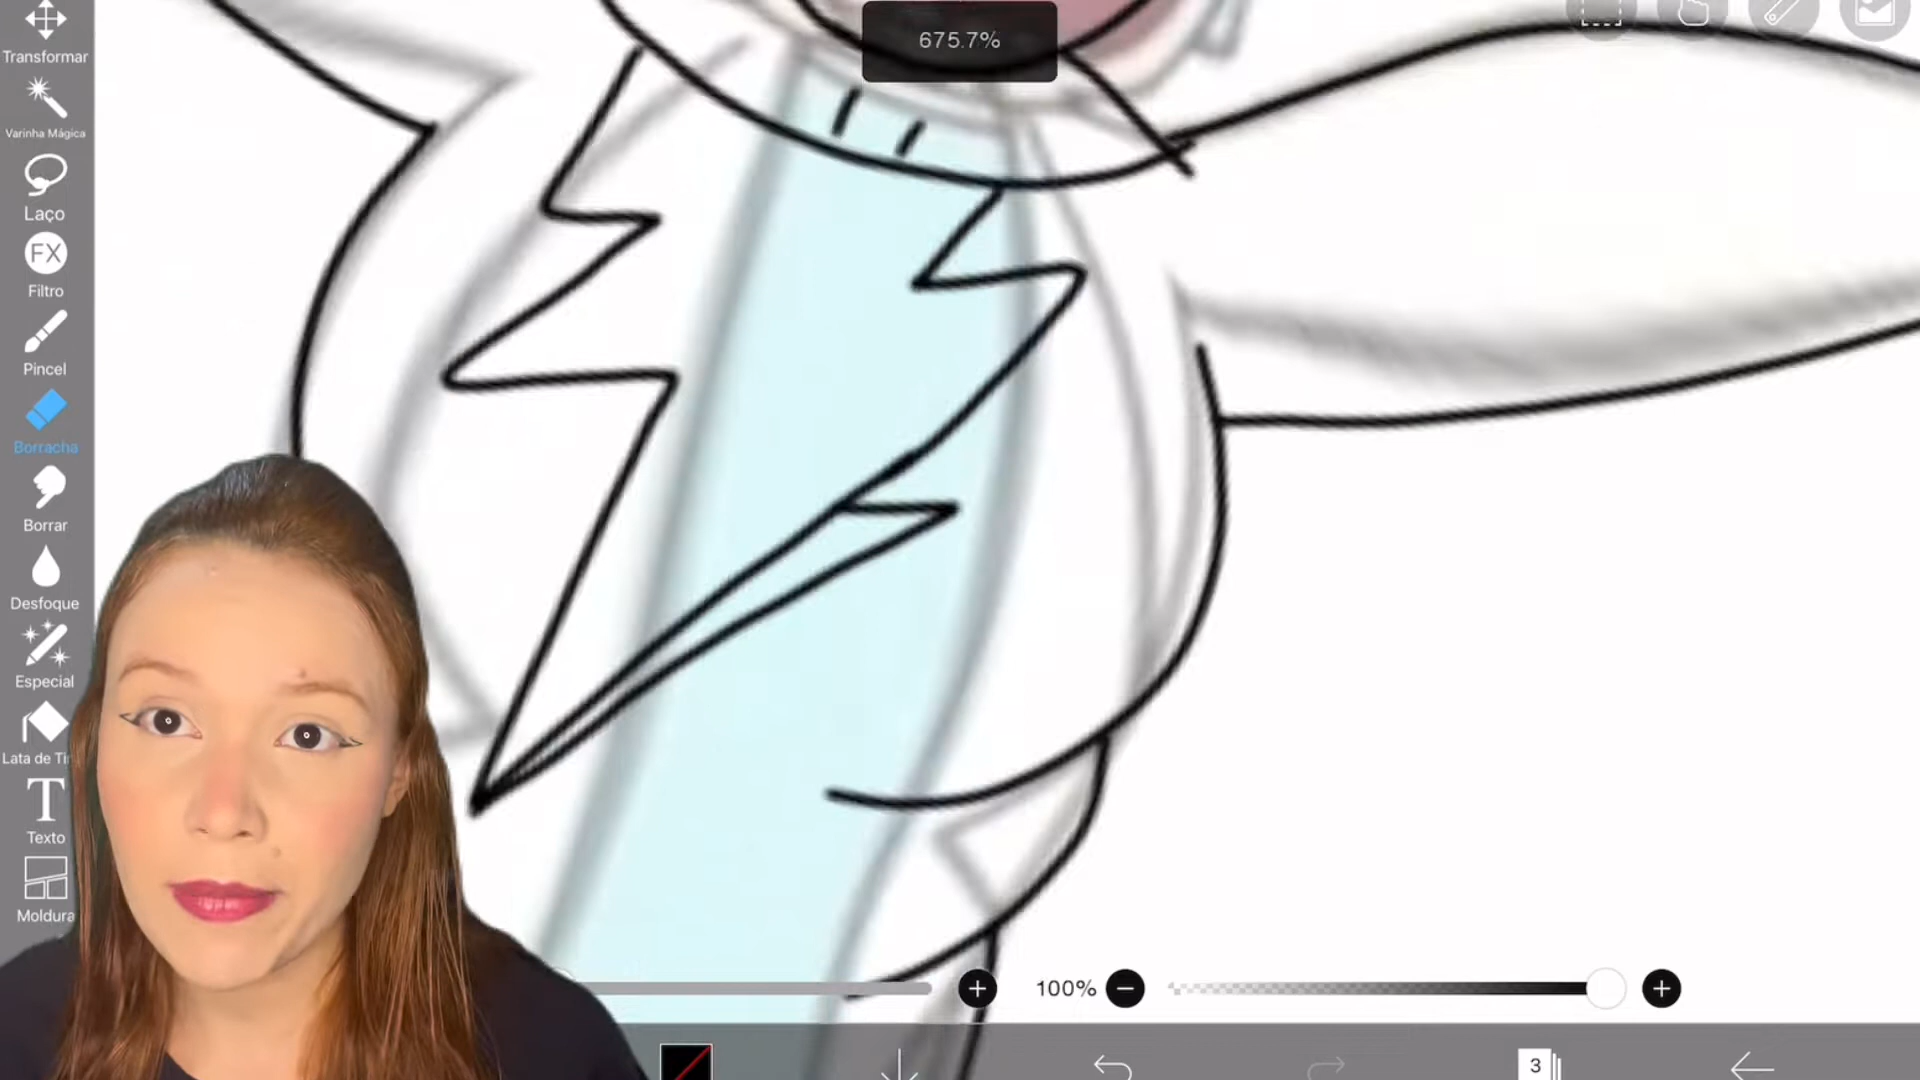 675.7%
Transformar
Varinha Mágica
Laço
FX
Filtro
Pincel
Borracha
Borrar
Desfoque
Especial
Lata de
T
Texto
Moldura
100%
3